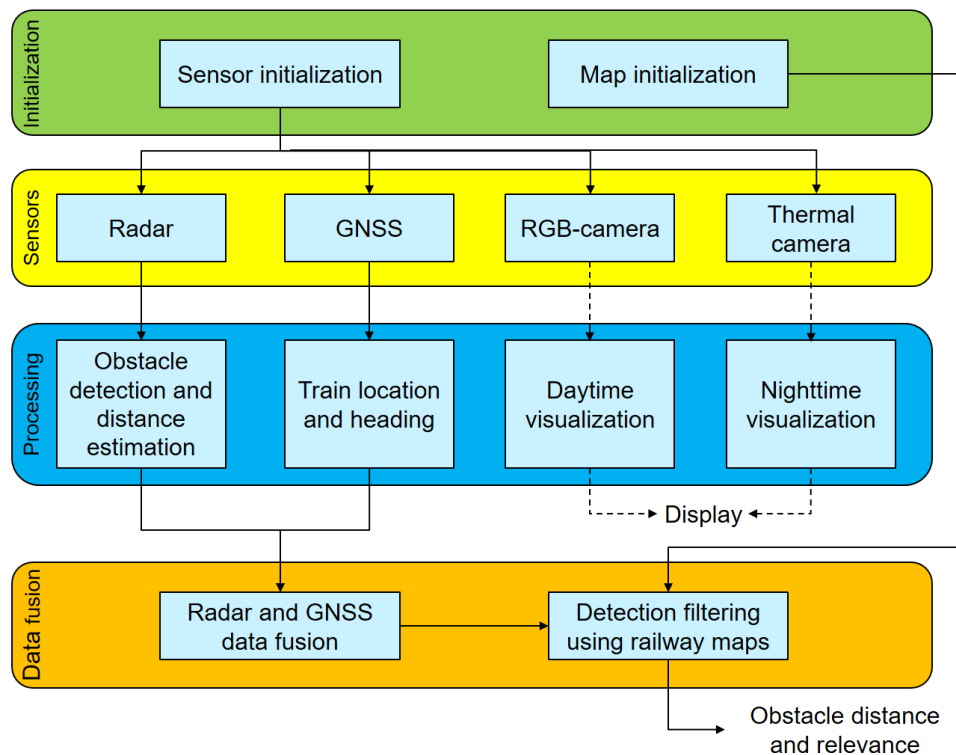 Initialization
Sensor initialization
Map initialization
Sensors
Radar
GNSS
RGB-camera
Thermal
camera
Processing
Obstacle
detection and
distance
estimation
Train location
and heading
Daytime
visualization
Nighttime
visualization
Display
Data fusion
Radar and GNSS
data fusion
Detection filtering
using railway maps
Obstacle distance
and relevance